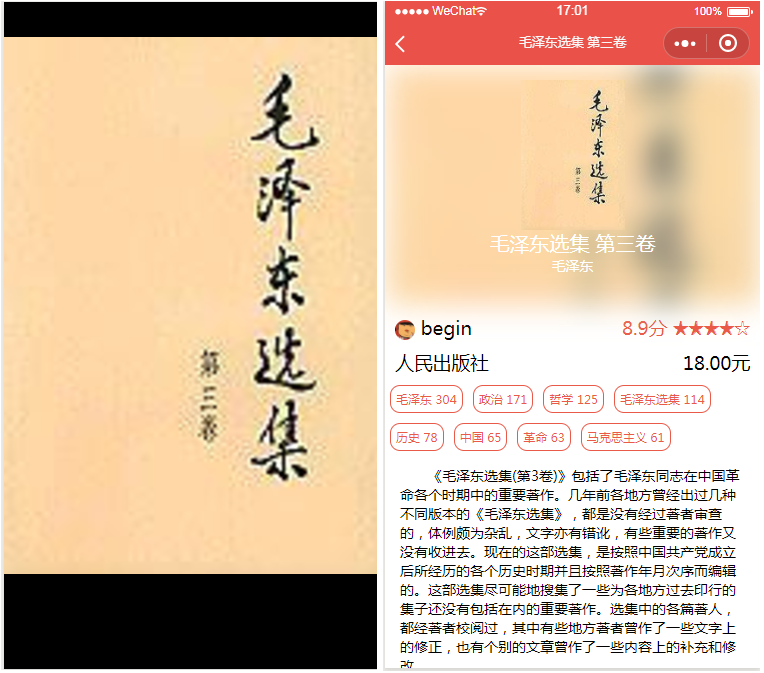 毛泽东选集
第三卷
WeChat
17:01
100%
毛泽东选集 第三卷
毛泽东选集
第三卷
毛泽东选集 第三卷
毛泽东
begin
8.9分 ★★★★☆
人民出版社
18.00元
毛泽东 304
政治 171
哲学 125
毛泽东选集 114
历史 78
中国 65
革命 63
马克思主义 61
《毛泽东选集(第3卷)》包括了毛泽东同志在中国革
命各个时期中的重要著作。几年前各地方曾经出过几种
不同版本的《毛泽东选集》，都是没有经过著者审查
的，体例颇为杂乱，文字亦有错讹，有些重要的著作又
没有收进去。现在的这部选集，是按照中国共产党成立
后所经历的各个历史时期并且按照著作年月次序而编辑
的。这部选集尽可能地搜集了一些为各地方过去印行的
集子还没有包括在内的重要著作。选集中的各篇著人，
都经著者校阅过，其中有些地方著者曾作了一些文字上
的修正，也有个别的文章曾作了一些内容上的补充和修
改